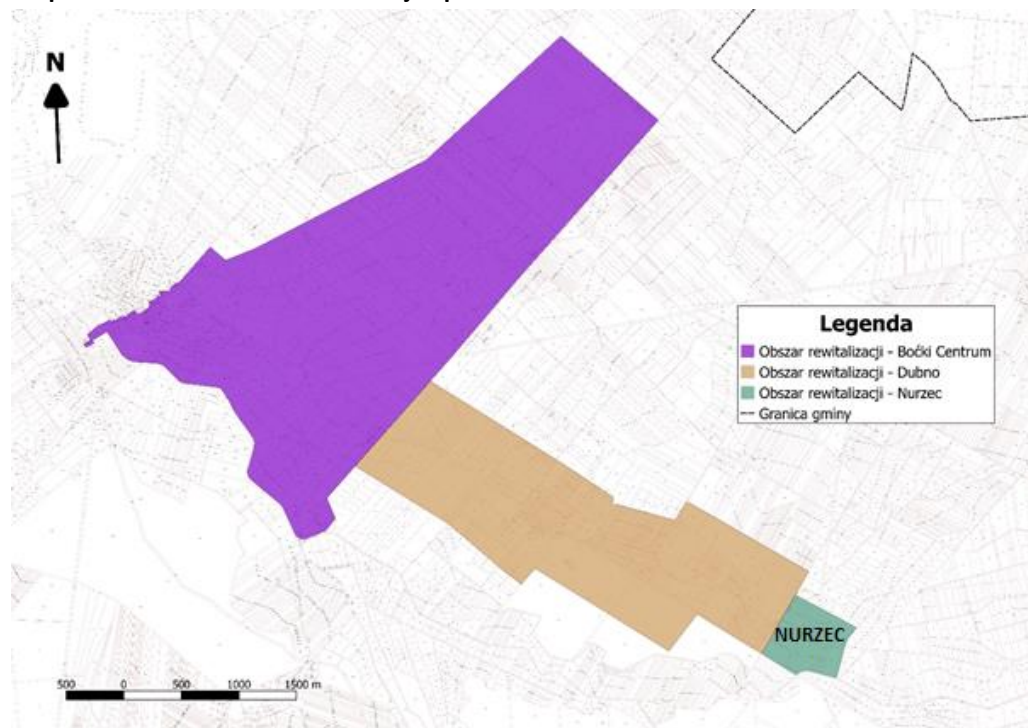 N
Legenda
Obszar rewitalizacji - Boćki Centrum
Obszar rewitalizacji - Dubno
Obszar rewitalizacji - Nurzec
Granica gminy
NURZEC
500 0 500 1000 1500 m